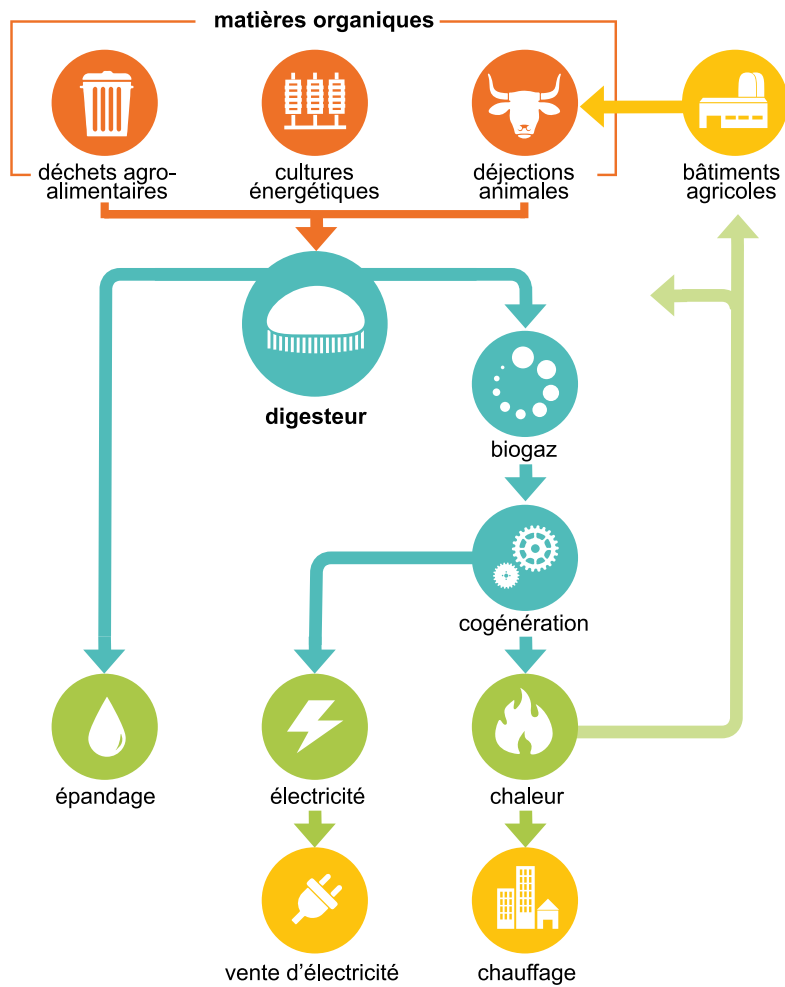 matières organiques
déchets agro-
alimentaires
cultures
énergétiques
déjections
animales
bâtiments
agricoles
digesteur
biogaz
cogénération
épandage
électricité
chaleur
vente d'électricité
chauffage